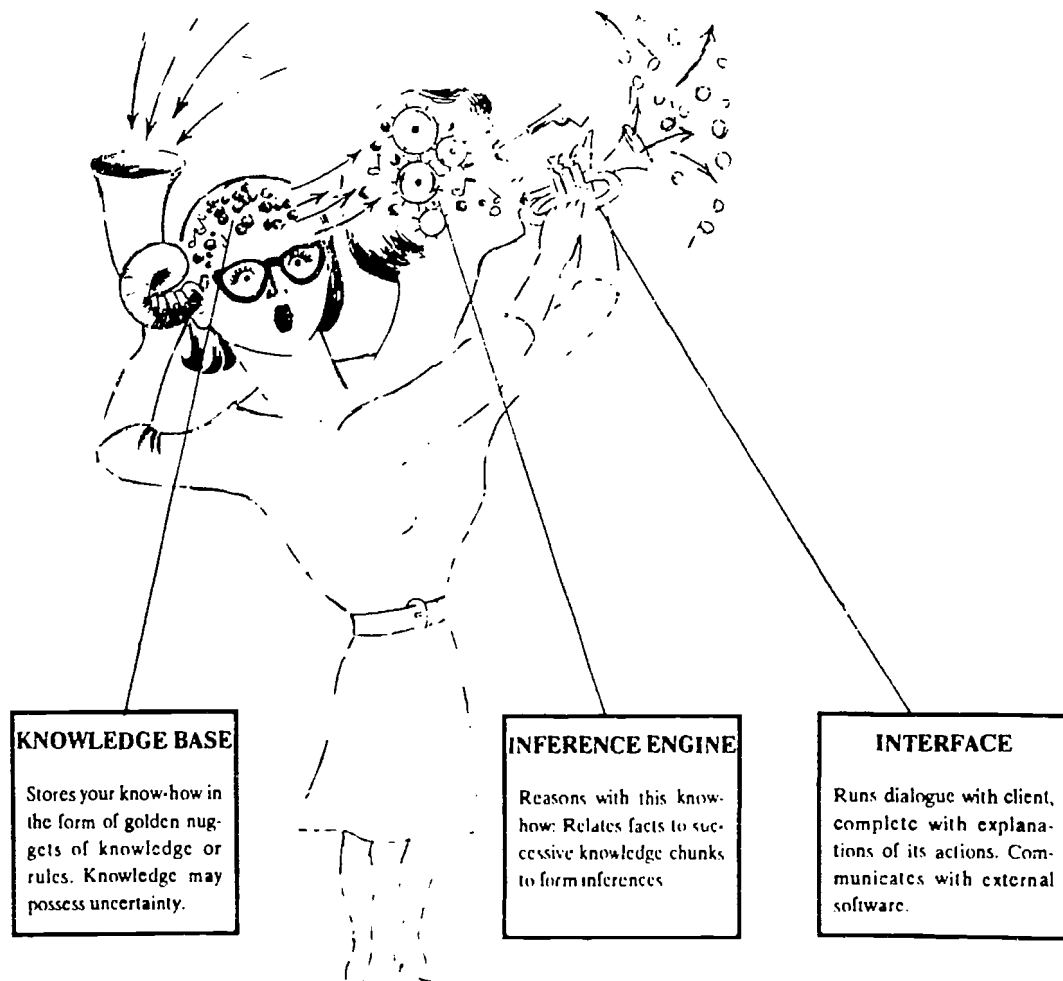 KNOWLEDGE BASE
Stores your know-how in
the form of golden nug-
gets of knowledge or
rules. Knowledge may
possess uncertainty.
INFERENCE ENGINE
Reasons with this know-
how: Relates facts to suc-
cessive knowledge chunks
to form inferences
INTERFACE
Runs dialogue with client,
complete with explana-
tions of its actions. Com-
municates with external
software.